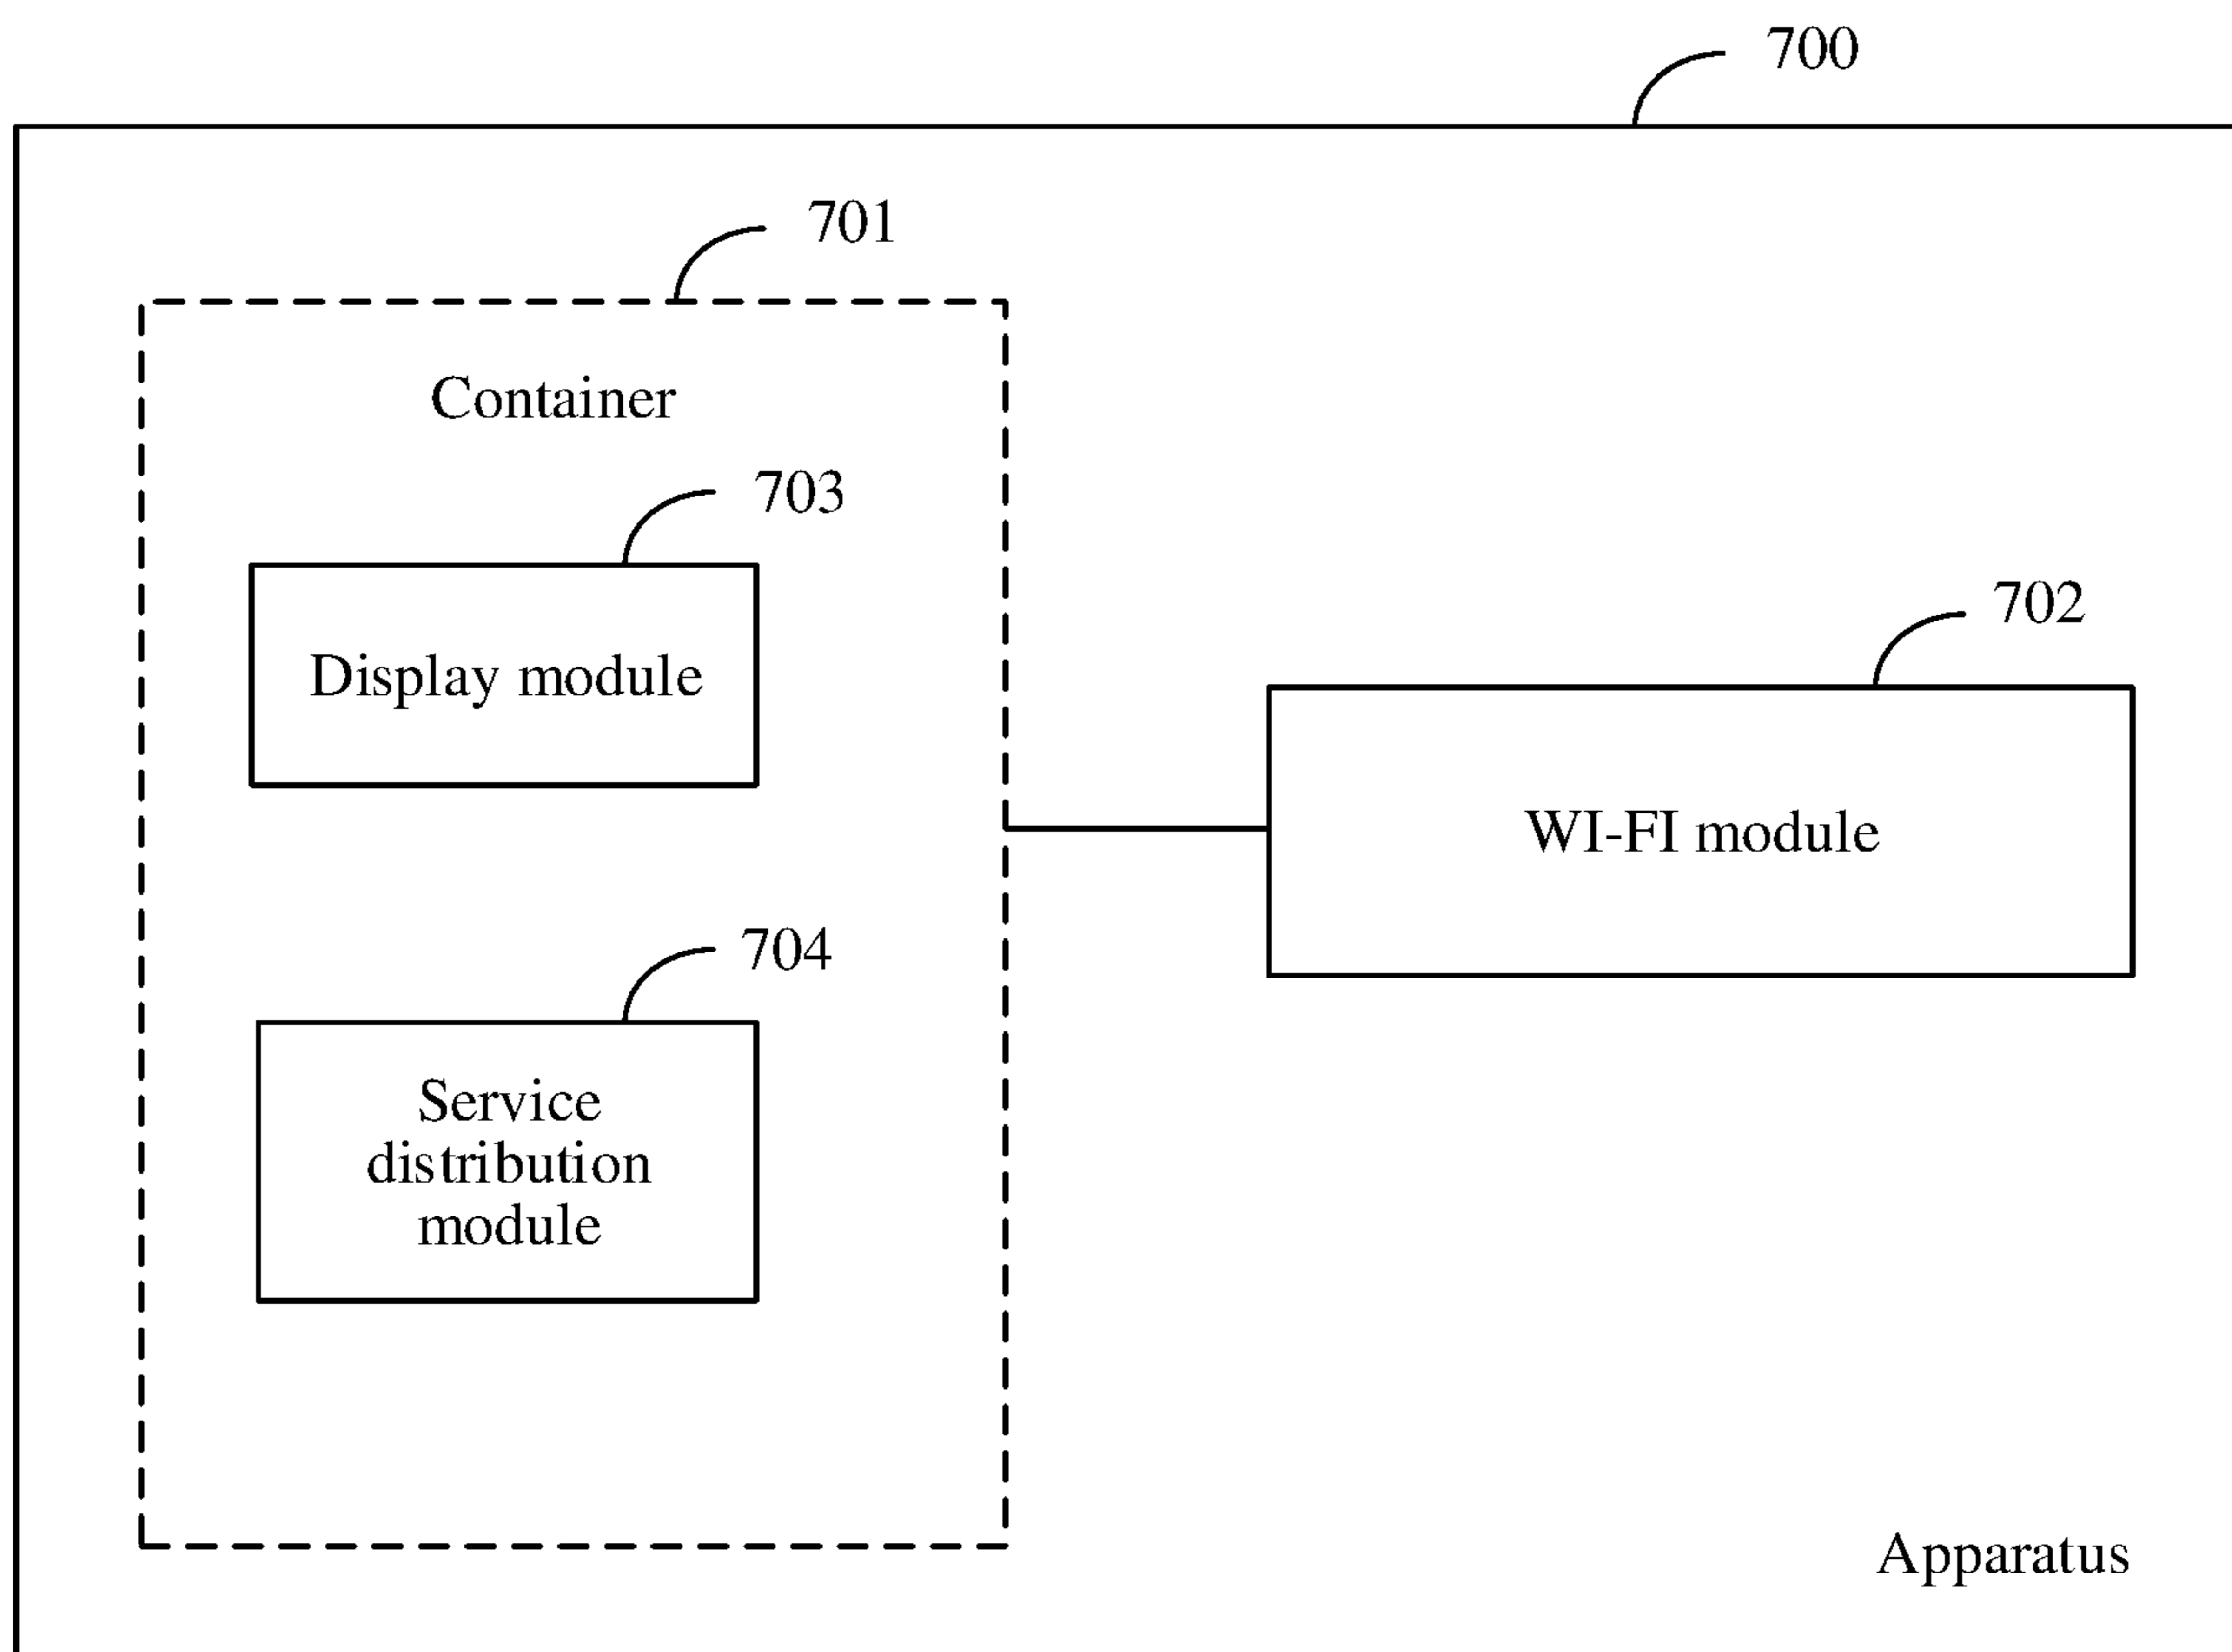 700
701
Container
703
Display module
702
WI-FI module
704
Service
distribution
module
Apparatus